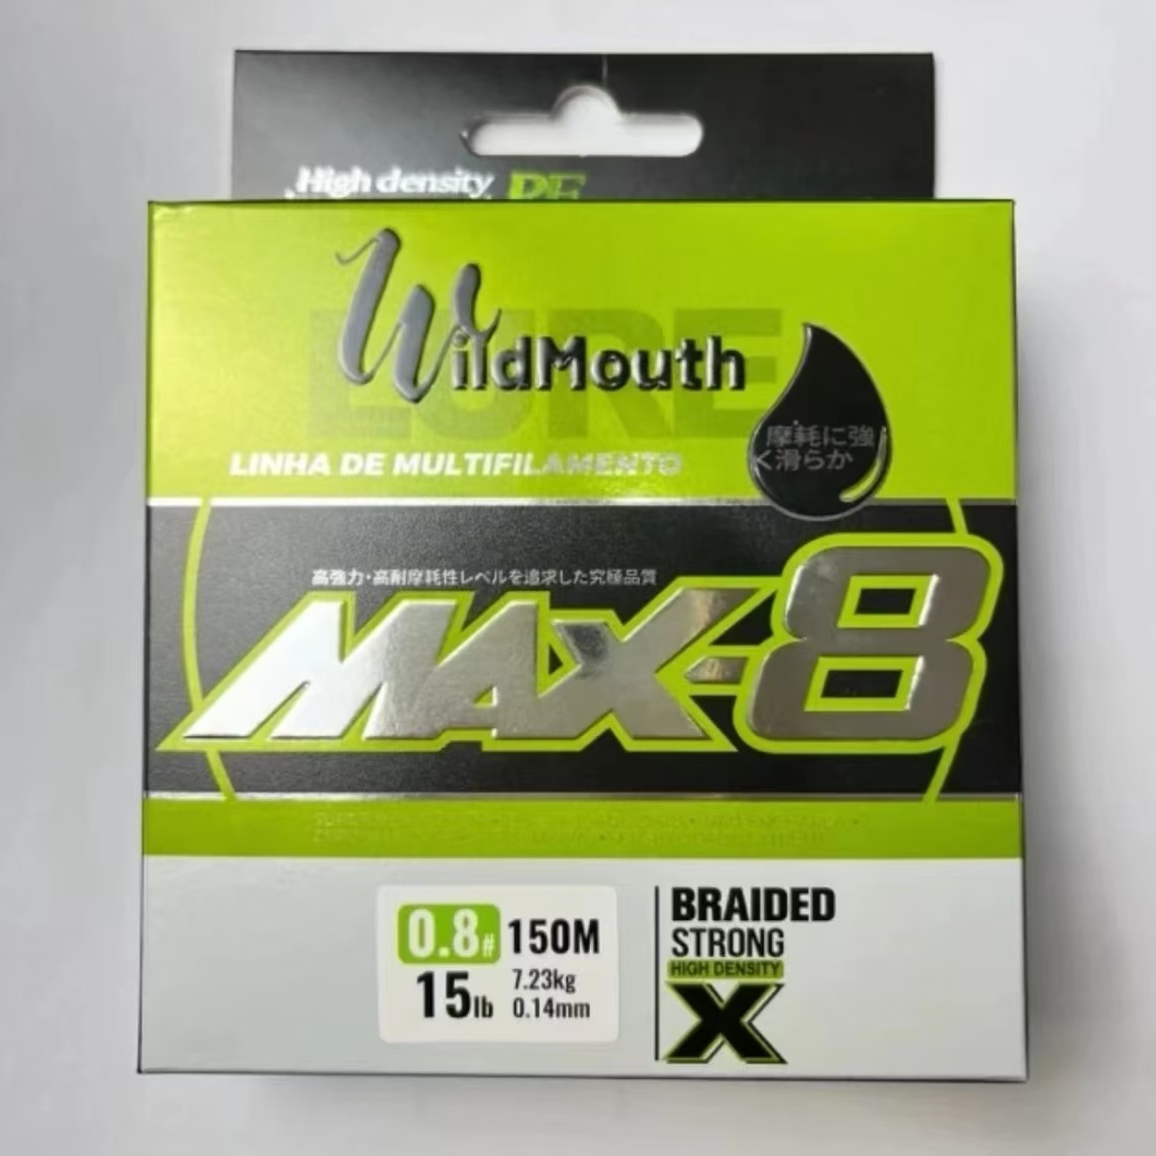 High density PE
LURE
WildMouth
摩耗に強
く滑らか
LINHA DE MULTIFILAMENTO
高強力・高耐摩耗性レベルを追求した究極品質
MAX-8
0.8# 150M
15lb 7.23kg
0.14mm
BRAIDED
STRONG
HIGH DENSITY
X